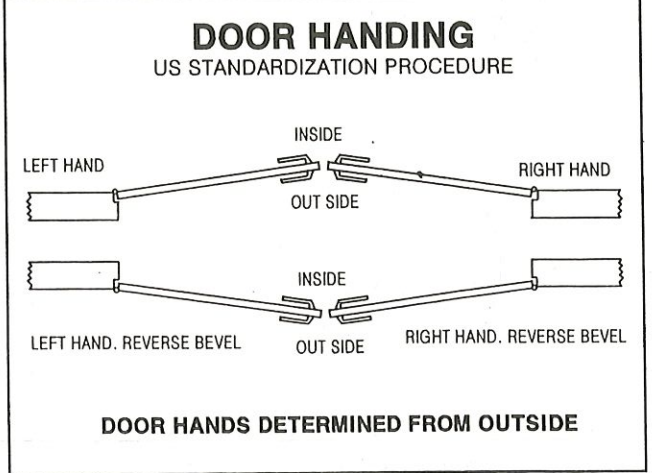 DOOR HANDING
US STANDARDIZATION PROCEDURE
INSIDE
LEFT HAND
RIGHT HAND
OUT SIDE
INSIDE
LEFT HAND. REVERSE BEVEL
OUT SIDE
RIGHT HAND. REVERSE BEVEL
DOOR HANDS DETERMINED FROM OUTSIDE